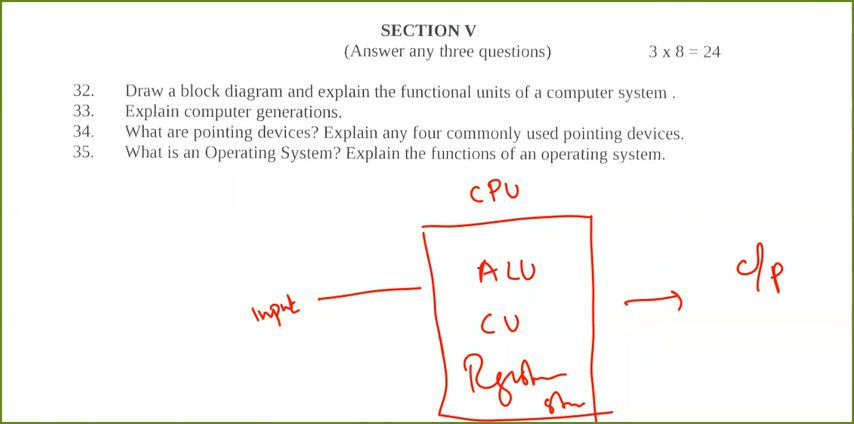 SECTION V
(Answer any three questions) 3 x 8 = 24
32. Draw a block diagram and explain the functional units of a computer system .
33. Explain computer generations.
34. What are pointing devices? Explain any four commonly used pointing devices.
35. What is an Operating System? Explain the functions of an operating system.
CPU
ALU
o/p
Input
CU